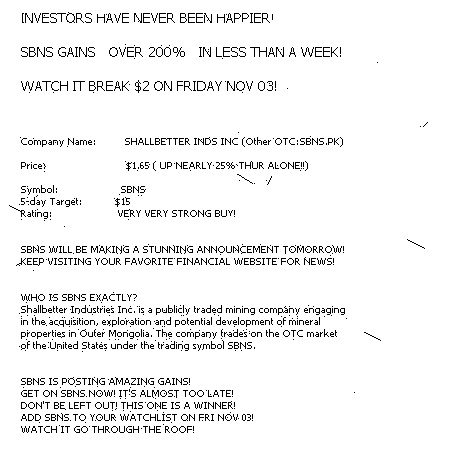 INVESTORS HAVE NEVER BEEN HAPPIER!
SBNS GAINS OVER 200% IN LESS THAN A WEEK!
WATCH IT BREAK $2 ON FRIDAY NOV 03!
Company Name: SHALLBETTER INDS INC (Other OTC:SBNS.PK)
Price: $1.65 ( UP NEARLY 25% THUR ALONE!!)
Symbol: SBNS
5-day Target: $15
Rating: VERY VERY STRONG BUY!
SBNS WILL BE MAKING A STUNNING ANNOUNCEMENT TOMORROW!
KEEP VISITING YOUR FAVORITE FINANCIAL WEBSITE FOR NEWS!
WHO IS SBNS EXACTLY?
Shallbetter Industries Inc. is a publicly traded mining company engaging
in the acquisition, exploration and potential development of mineral
properties in Outer Mongolia. The company trades on the OTC market
of the United States under the trading symbol SBNS.
SBNS IS POSTING AMAZING GAINS!
GET ON SBNS NOW! IT'S ALMOST TOO LATE!
DON'T BE LEFT OUT! THIS ONE IS A WINNER!
ADD SBNS TO YOUR WATCHLIST ON FRI NOV 03!
WATCH IT GO THROUGH THE ROOF!